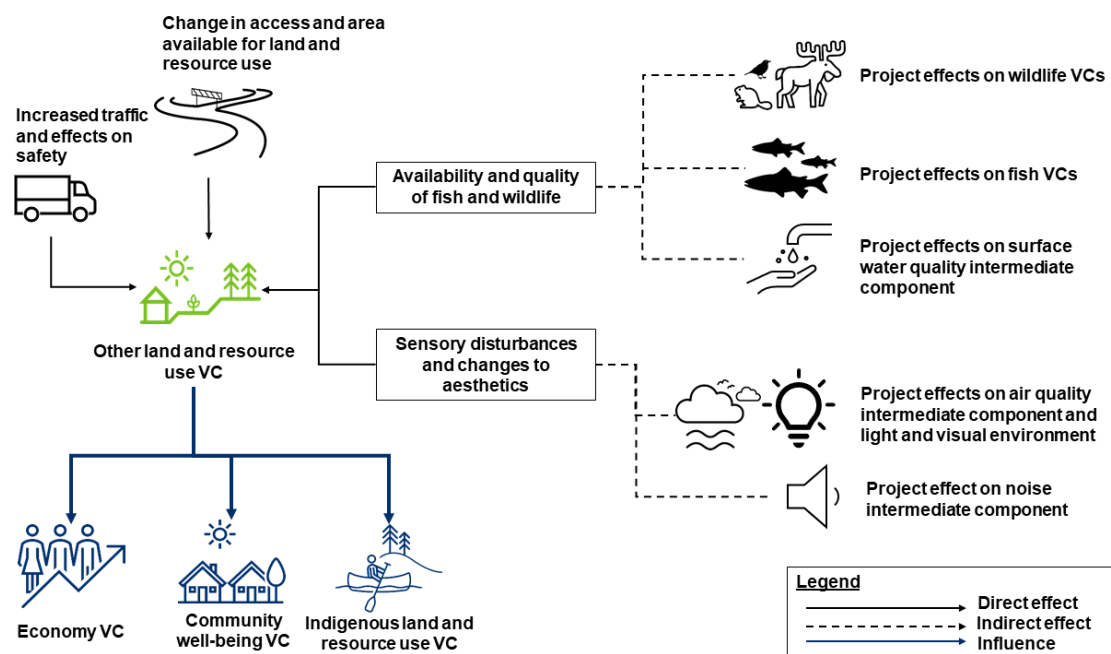 Change in access and area
available for land and
resource use
Increased traffic
and effects on
safety
Other land and resource
use VC
Availability and quality
of fish and wildlife
Sensory disturbances
and changes to
aesthetics
Project effects on wildlife VCs
Project effects on fish VCs
Project effects on surface
water quality intermediate
component
Project effects on air quality
intermediate component and
light and visual environment
Project effect on noise
intermediate component
Economy VC
Community
well-being VC
Indigenous land and
resource use VC
Legend
Direct effect
Indirect effect
Influence